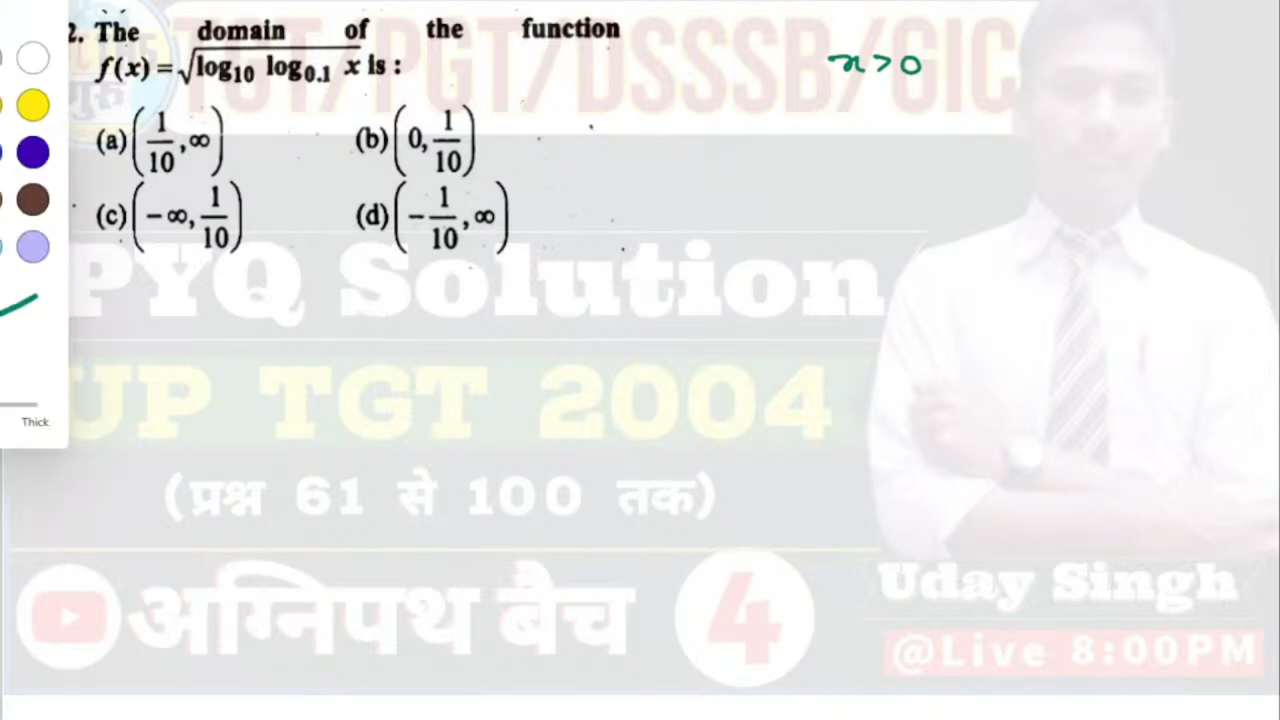 2. The domain of the function
f(x) = √log₁₀ log₀.₁ x is :
x > 0
(a) (1/10, ∞) (b) (0, 1/10)
(c) (−∞, 1/10) (d) (−1/10, ∞)
TGT/PGT/DSSSB/GIC
PYQ Solution
UP TGT 2004
(प्रश्न 61 से 100 तक)
अग्निपथ बैच 4
Uday Singh
@Live 8:00PM
Thick